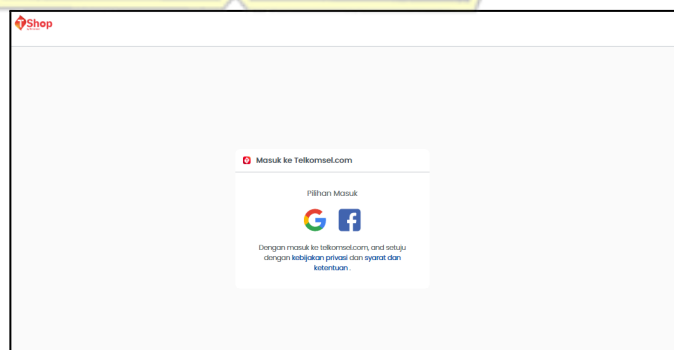 TShop
Masuk ke Telkomsel.com
Pilihan Masuk
Dengan masuk ke telkomsel.com, and setuju
dengan kebijakan privasi dan syarat dan
ketentuan .